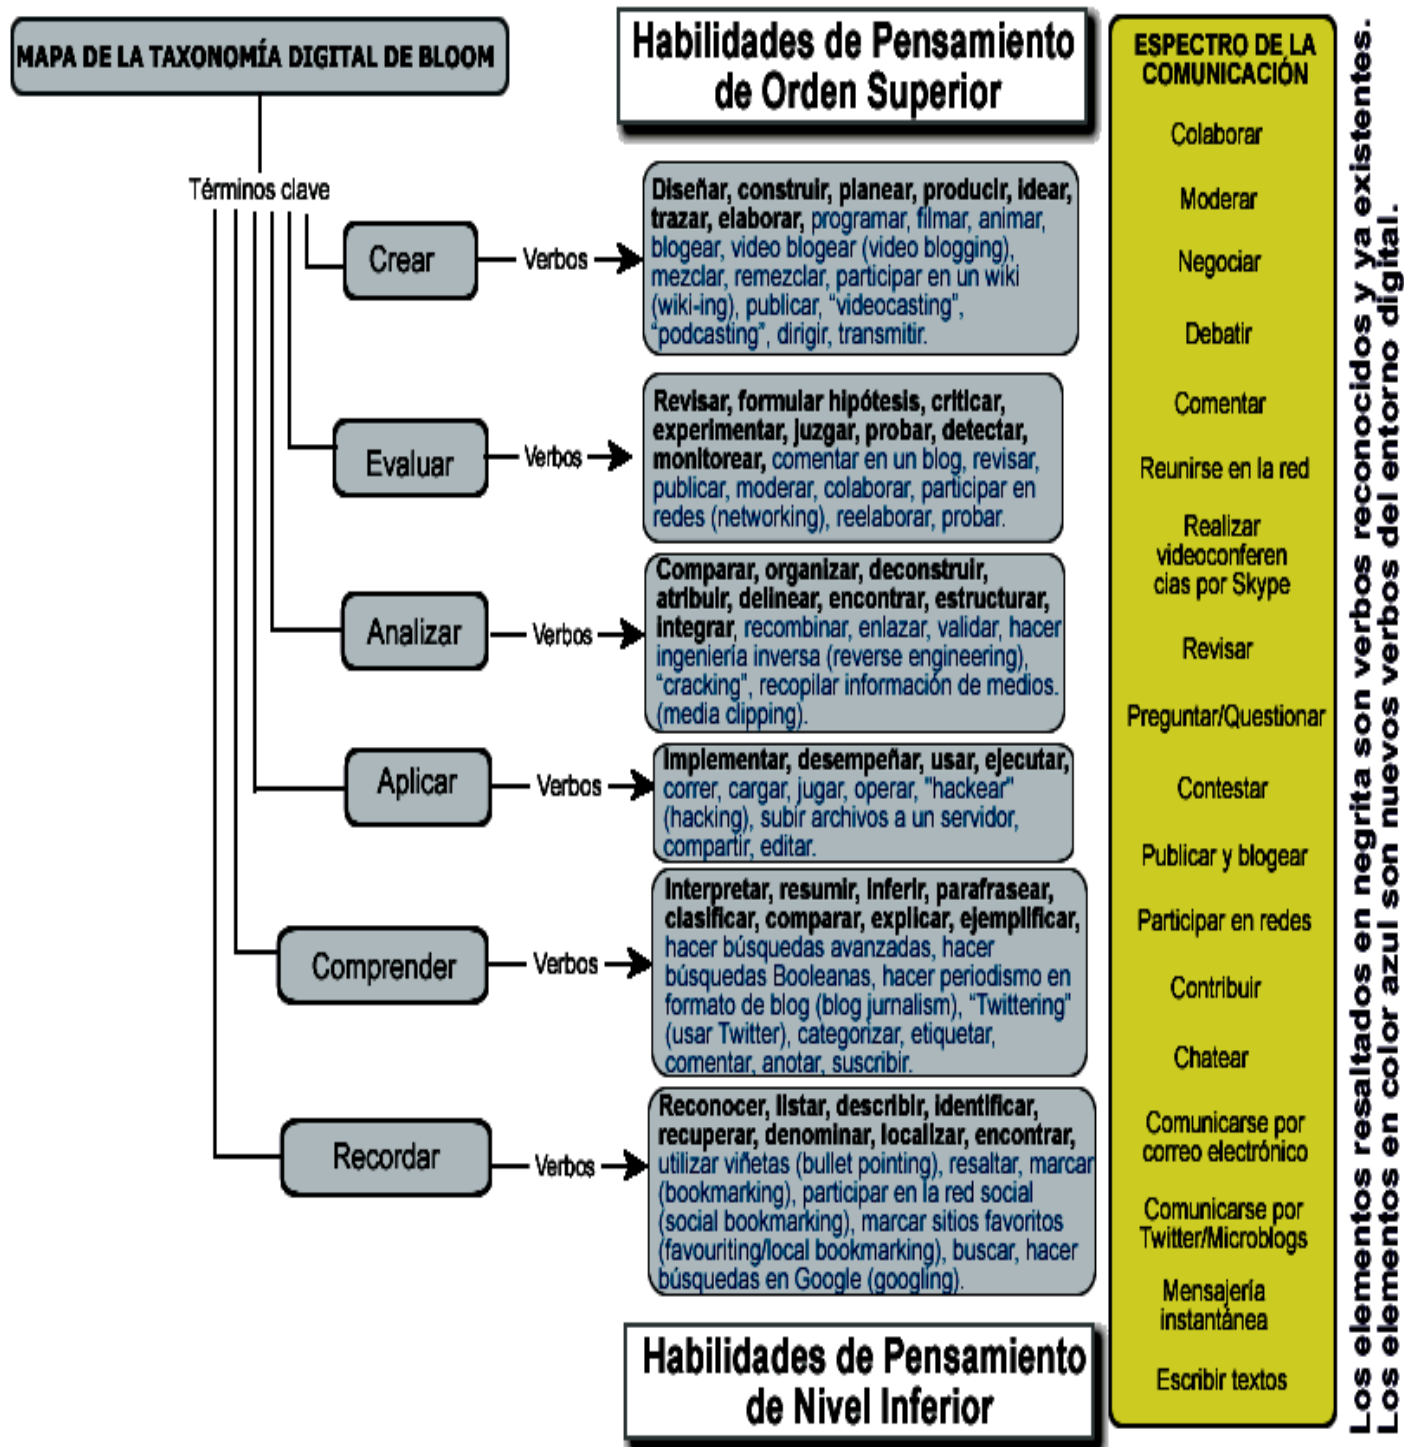 MAPA DE LA TAXONOMÍA DIGITAL DE BLOOM
Términos clave
Habilidades de Pensamiento
de Orden Superior
Crear
Verbos
Diseñar, construir, planear, producir, idear,
trazar, elaborar, programar, filmar, animar,
blogear, video blogear (video blogging),
mezclar, remezclar, participar en un wiki
(wiki-ing), publicar, “videocasting”,
“podcasting”, dirigir, transmitir.
Evaluar
Verbos
Revisar, formular hipótesis, criticar,
experimentar, juzgar, probar, detectar,
monitorear, comentar en un blog, revisar,
publicar, moderar, colaborar, participar en
redes (networking), reelaborar, probar.
Analizar
Verbos
Comparar, organizar, deconstruir,
atribuir, delinear, encontrar, estructurar,
integrar, recombinar, enlazar, validar, hacer
ingeniería inversa (reverse engineering),
“cracking”, recopilar información de medios.
(media clipping).
Aplicar
Verbos
Implementar, desempeñar, usar, ejecutar,
correr, cargar, jugar, operar, "hackear"
(hacking), subir archivos a un servidor,
compartir, editar.
Comprender
Verbos
Interpretar, resumir, inferir, parafrasear,
clasificar, comparar, explicar, ejemplificar,
hacer búsquedas avanzadas, hacer
búsquedas Booleanas, hacer periodismo en
formato de blog (blog jurnalism), “Twittering”
(usar Twitter), categorizar, etiquetar,
comentar, anotar, suscribir.
Recordar
Verbos
Reconocer, listar, describir, identificar,
recuperar, denominar, localizar, encontrar,
utilizar viñetas (bullet pointing), resaltar, marcar
(bookmarking), participar en la red social
(social bookmarking), marcar sitios favoritos
(favouriting/local bookmarking), buscar, hacer
búsquedas en Google (googling).
Habilidades de Pensamiento
de Nivel Inferior
ESPECTRO DE LA
COMUNICACIÓN
Colaborar
Moderar
Negociar
Debatir
Comentar
Reunirse en la red
Realizar
videoconferen
cias por Skype
Revisar
Preguntar/Questionar
Contestar
Publicar y blogear
Participar en redes
Contribuir
Chatear
Comunicarse por
correo electrónico
Comunicarse por
Twitter/Microblogs
Mensajería
instantánea
Escribir textos
Los elementos resaltados en negrita son verbos reconocidos y ya existentes.
Los elementos en color azul son nuevos verbos del entorno digital.